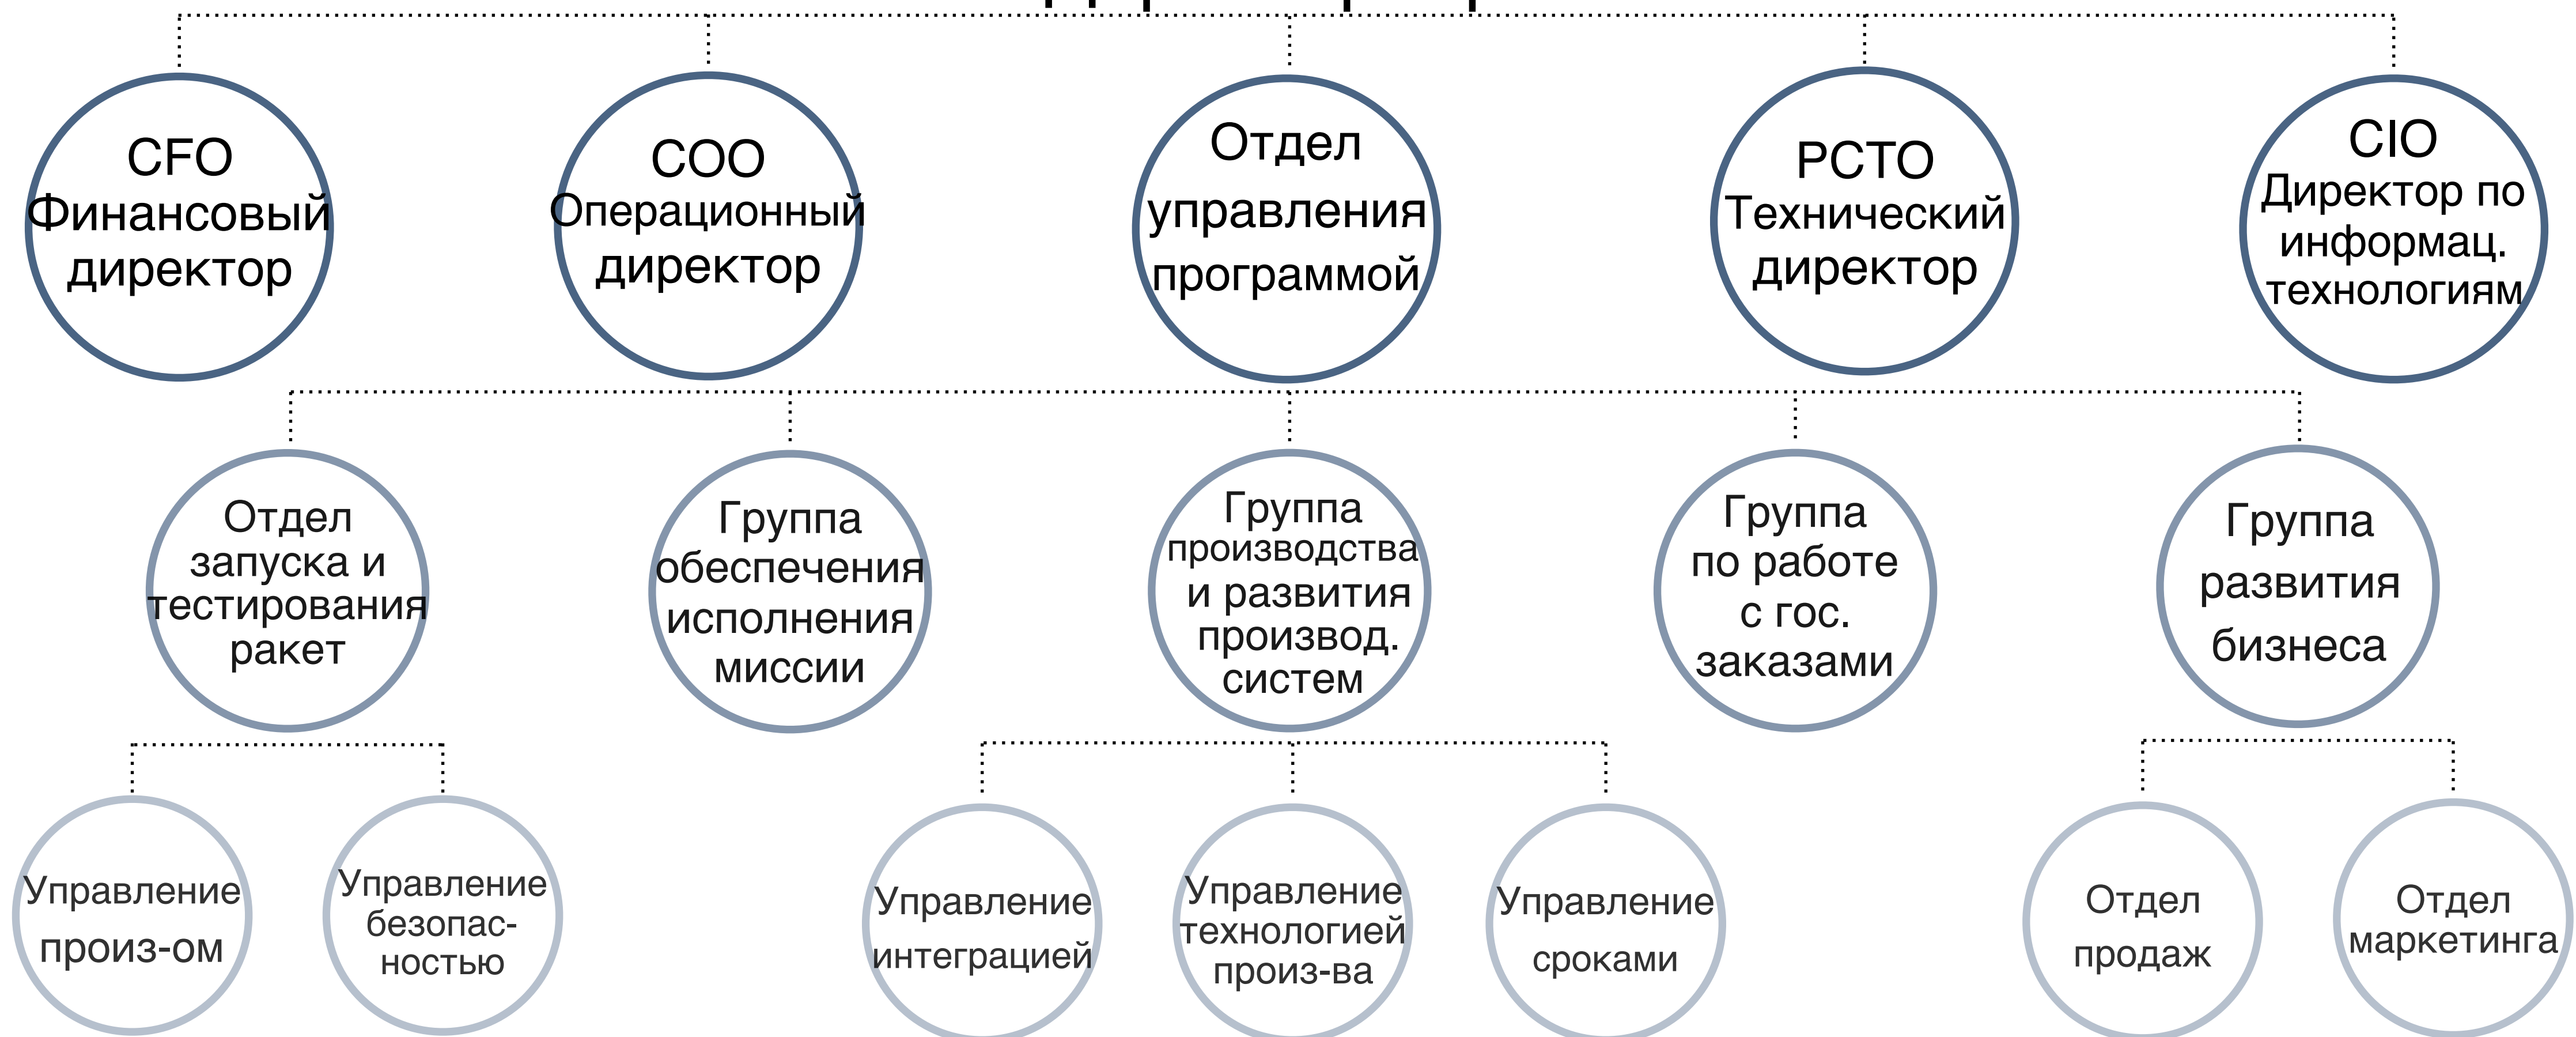 CFO
Финансовый
директор
COO
Операционный
директор
Отдел
управления
программой
PCTO
Технический
директор
CIO
Директор по
информац.
технологиям
Отдел
запуска и
тестирования
ракет
Группа
обеспечения
исполнения
миссии
Группа
производства
и развития
производ.
систем
Группа
по работе
с гос.
заказами
Группа
развития
бизнеса
Управление
произ-ом
Управление
безопас-
ностью
Управление
интеграцией
Управление
технологией
произ-ва
Управление
сроками
Отдел
продаж
Отдел
маркетинга